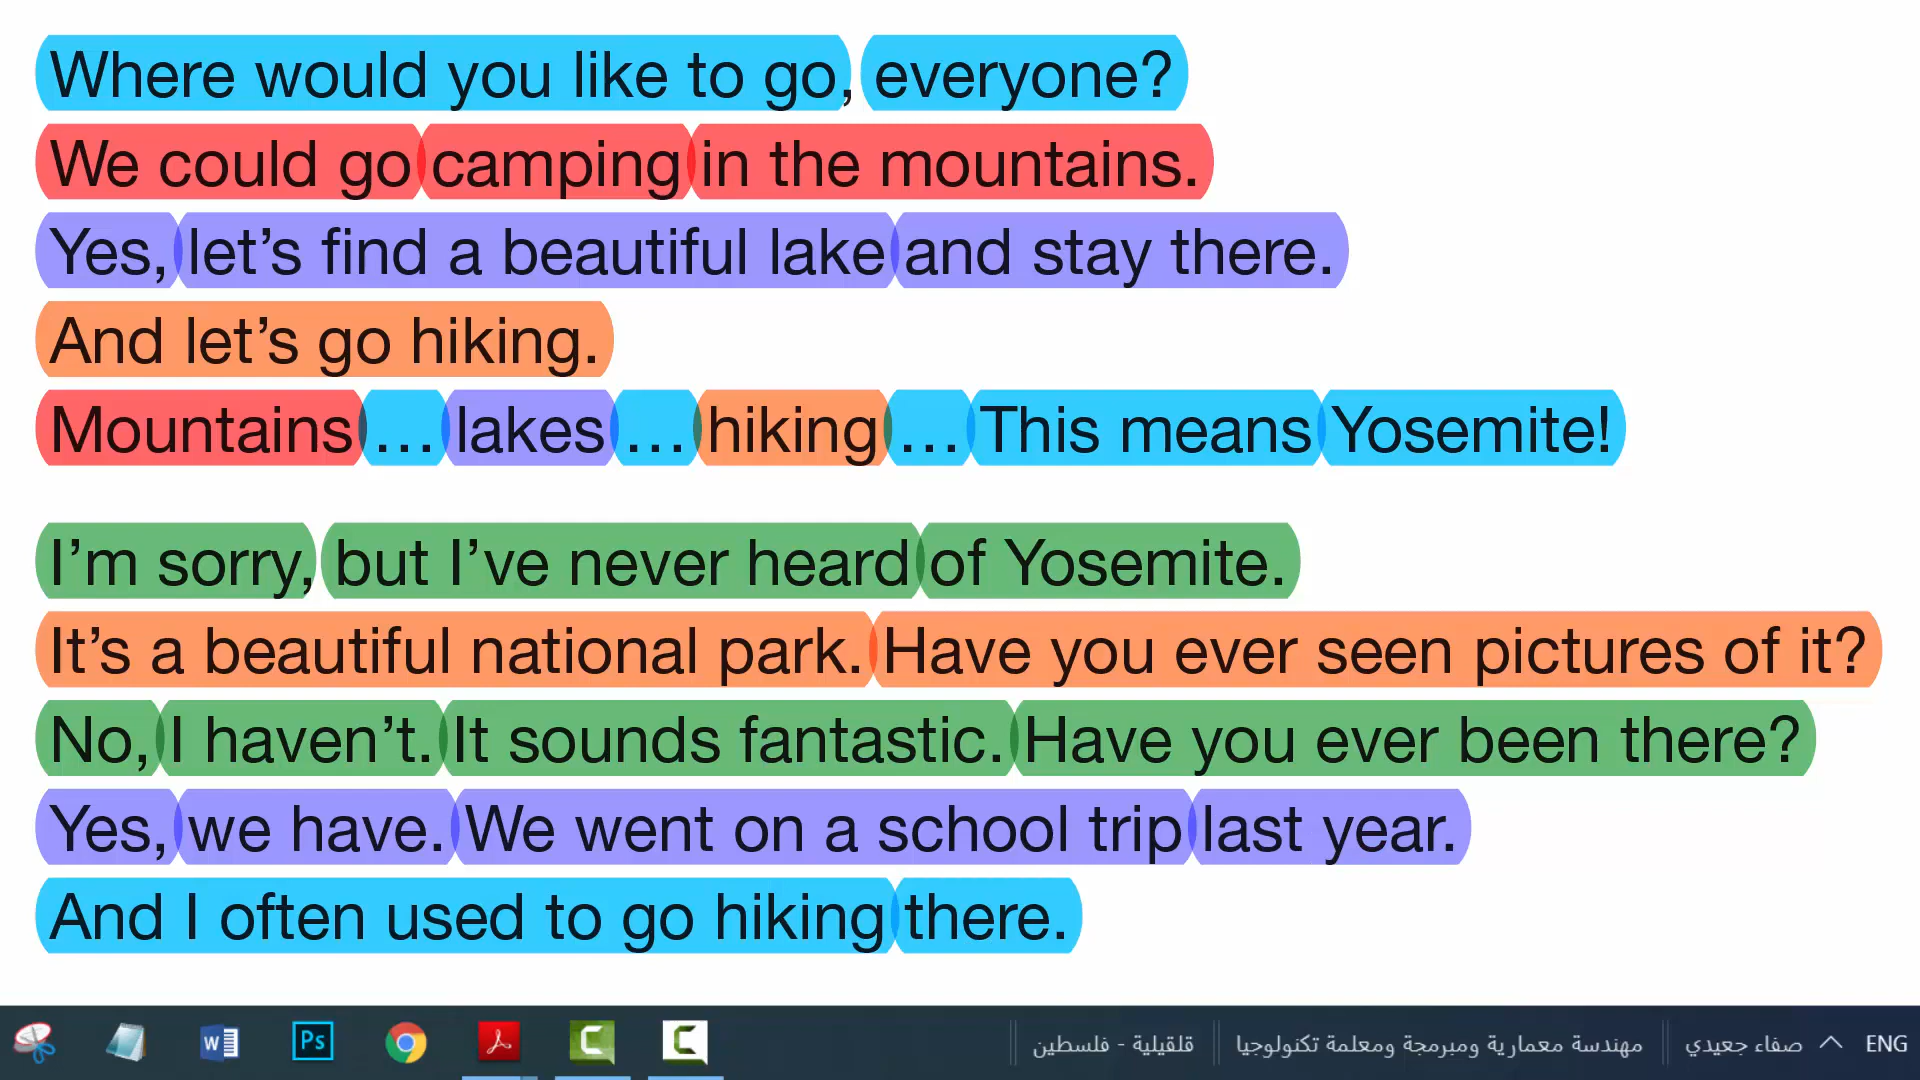 Where would you like to go, everyone?
We could go camping in the mountains.
Yes, let’s find a beautiful lake and stay there.
And let’s go hiking.
Mountains … lakes … hiking … This means Yosemite!
I’m sorry, but I’ve never heard of Yosemite.
It’s a beautiful national park. Have you ever seen pictures of it?
No, I haven’t. It sounds fantastic. Have you ever been there?
Yes, we have. We went on a school trip last year.
And I often used to go hiking there.
W Ps C C قلقيلية - فلسطين مهندسة معمارية ومبرمجة ومعلمة تكنولوجيا صفاء جعيدي ENG